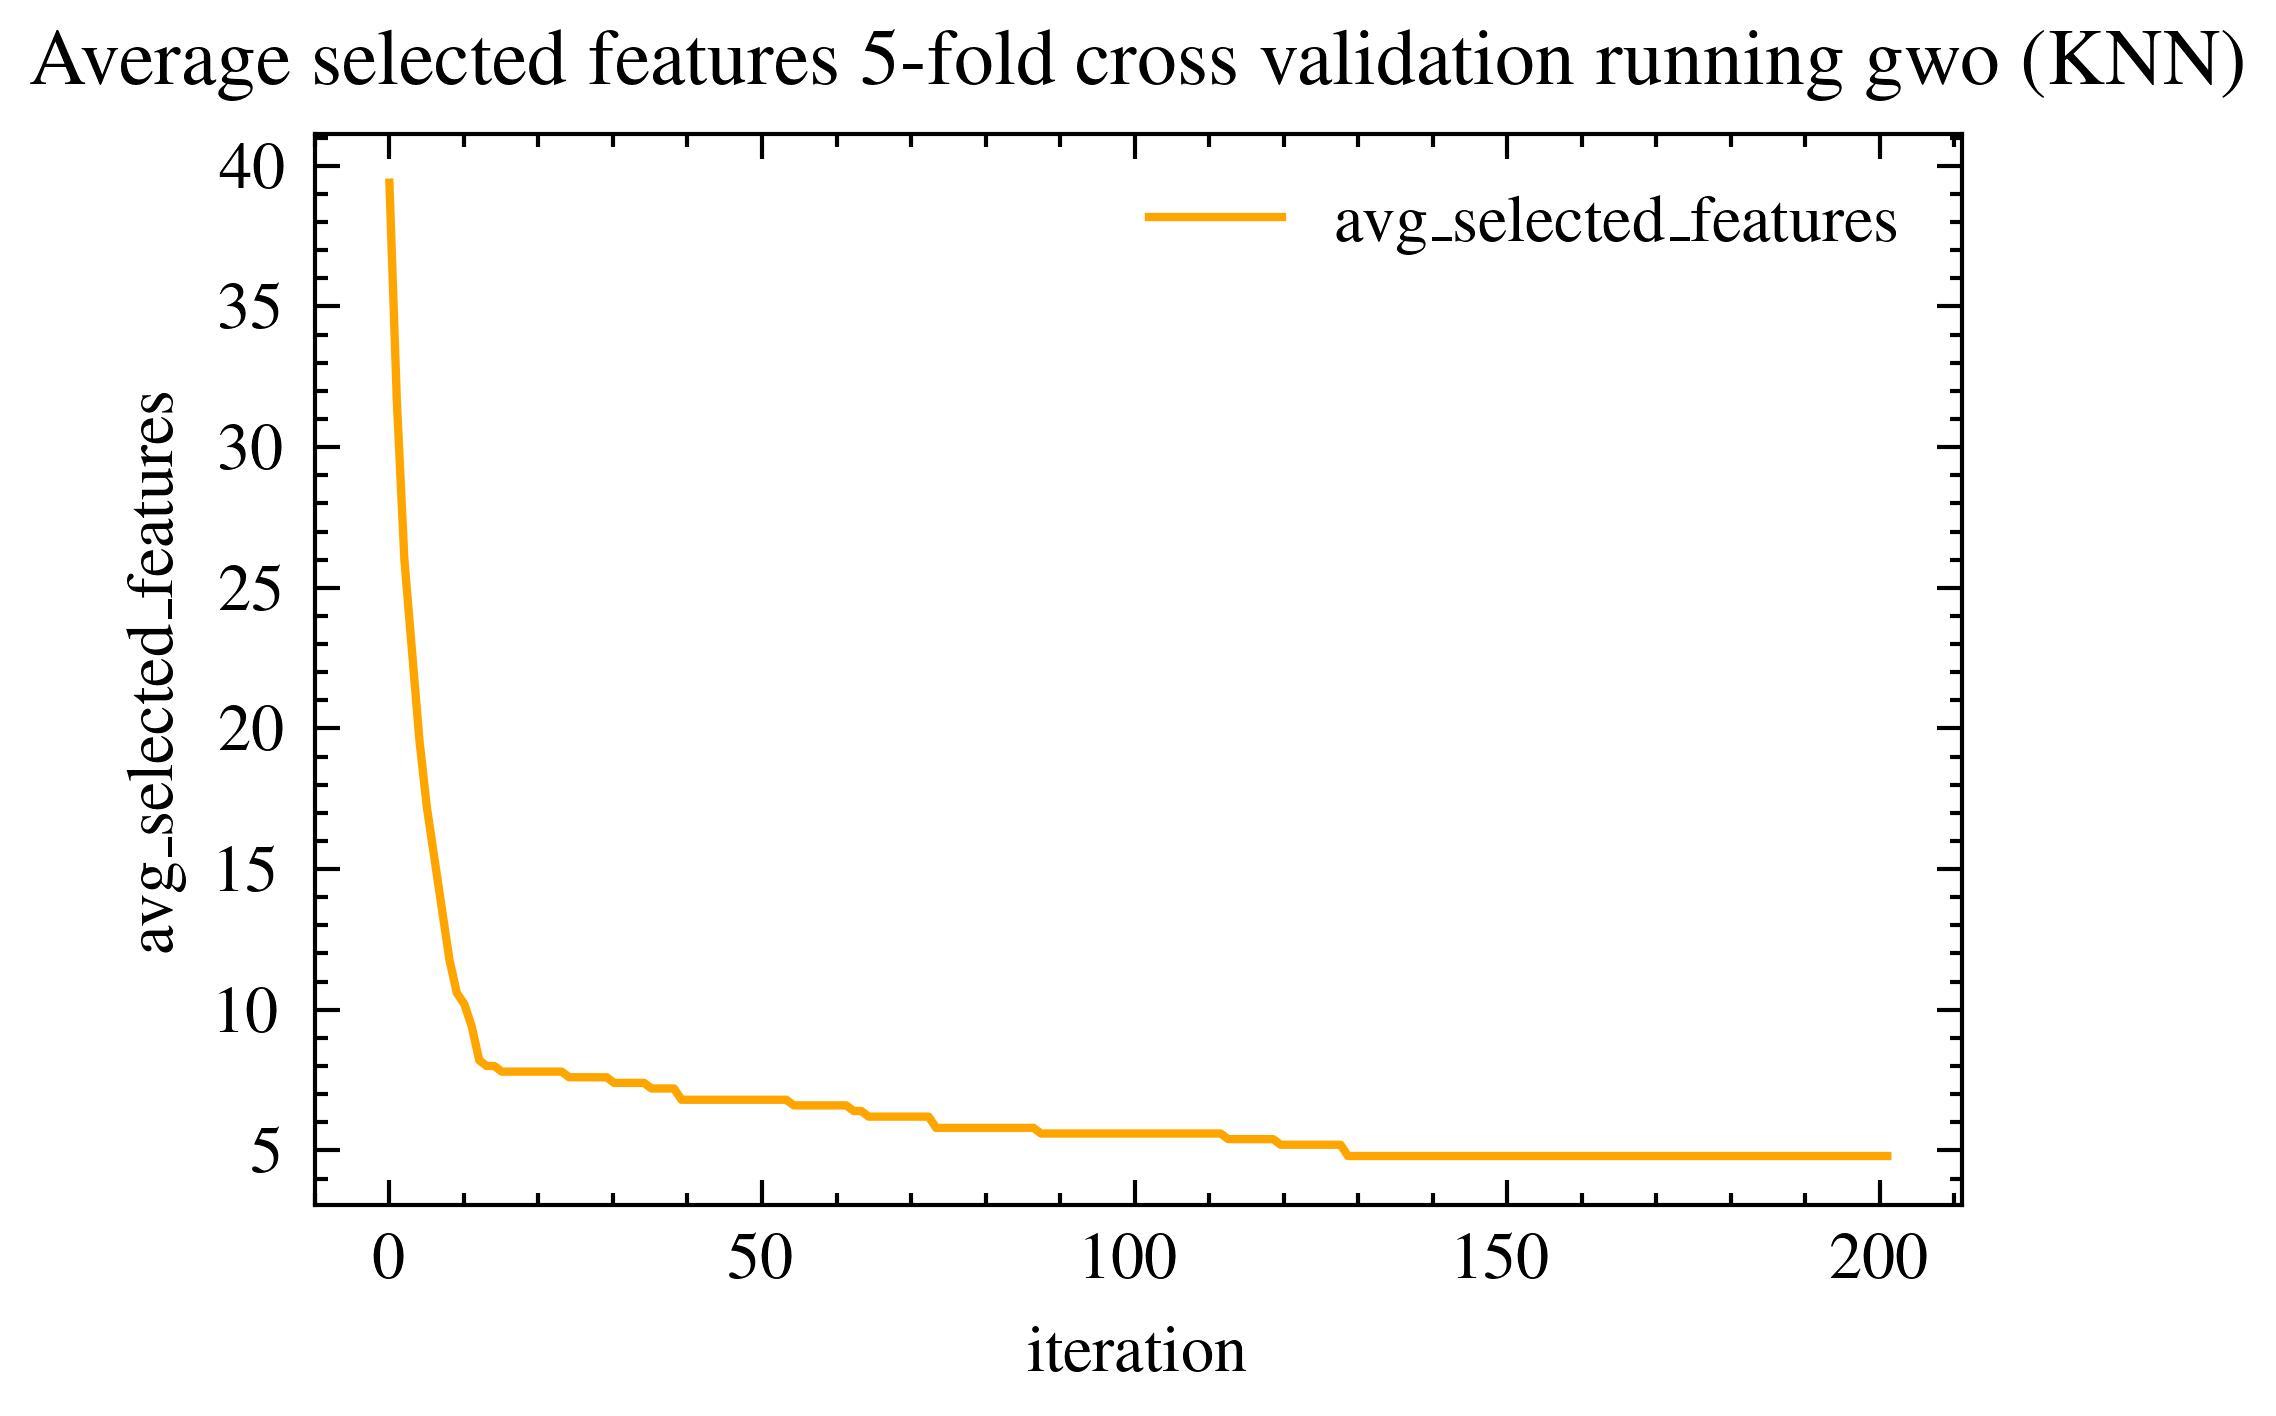 Average selected features 5-fold cross validation running gwo (KNN)
avg_selected_features
40
35
30
25
20
15
10
5
avg_selected_features
0 50 100 150 200
iteration